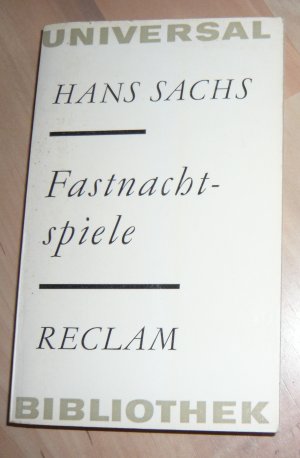 UNIVERSAL
HANS SACHS
Fastnacht-
spiele
RECLAM
BIBLIOTHEK